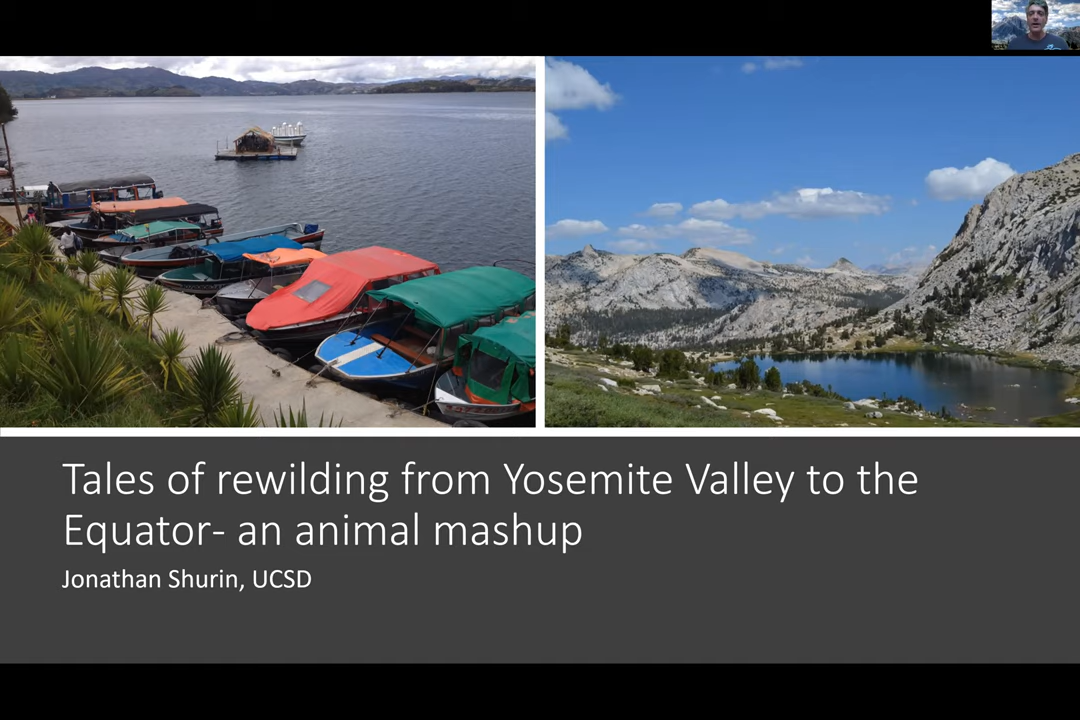 Tales of rewilding from Yosemite Valley to the
Equator- an animal mashup
Jonathan Shurin, UCSD